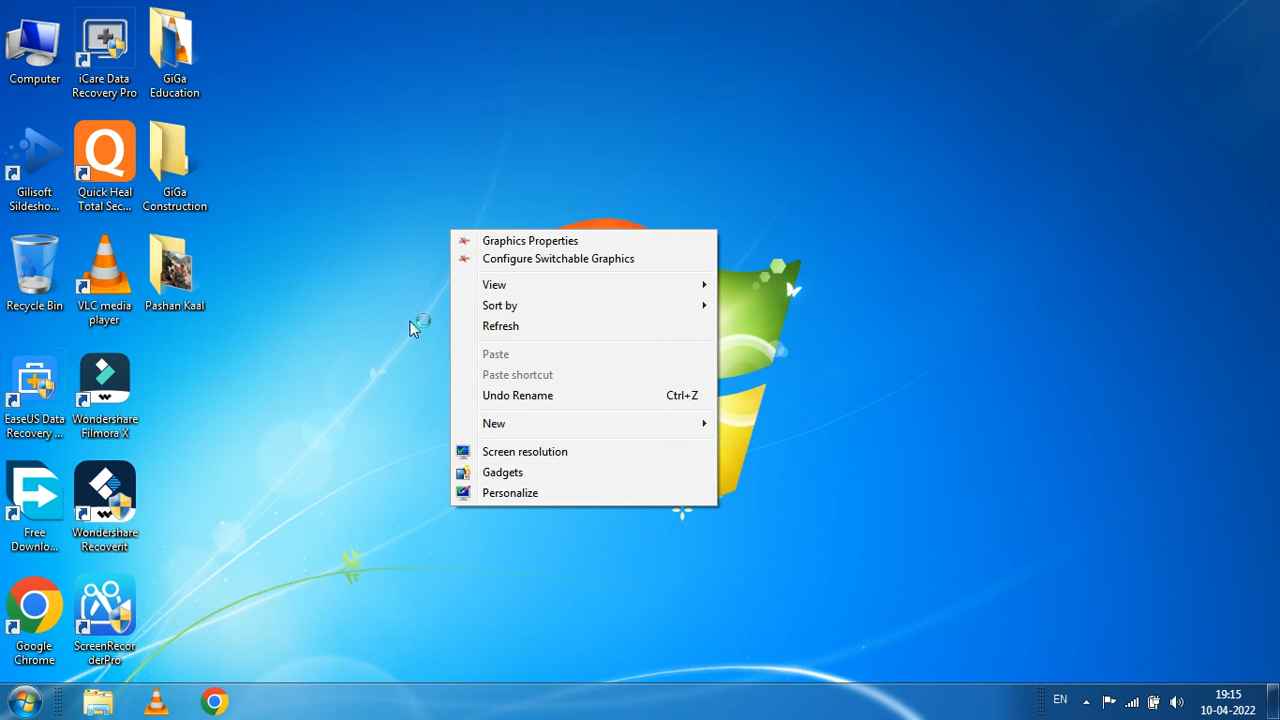 Computer
iCare Data
Recovery Pro
GiGa
Education
Gilisoft
Sildesho...
Quick Heal
Total Sec...
GiGa
Construction
Recycle Bin
VLC media
player
Pashan Kaal
EaseUS Data
Recovery ...
Wondershare
Filmora X
Free
Downlo...
Wondershare
Recoverit
Google
Chrome
ScreenRecor
derPro
Graphics Properties
Configure Switchable Graphics
View
Sort by
Refresh
Paste
Paste shortcut
Undo Rename Ctrl+Z
New
Screen resolution
Gadgets
Personalize
EN
19:15
10-04-2022